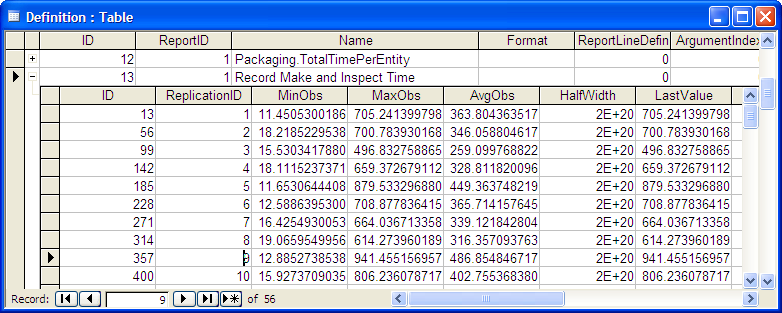 Definition : Table
ID ReportID Name Format ReportLineDefin ArgumentIndex
12 1 Packaging.TotalTimePerEntity 0
13 1 Record Make and Inspect Time 0
ID ReplicationID MinObs MaxObs AvgObs HalfWidth LastValue
13 1 11.4505300186 705.241399798 363.804363517 2E+20 705.241399798
56 2 18.2185229538 700.783930168 346.058804617 2E+20 700.783930168
99 3 15.5304417880 496.832758865 259.099768822 2E+20 496.832758865
142 4 18.1115237371 659.372679112 328.811820096 2E+20 659.372679112
185 5 11.6530644408 879.533296880 449.363748219 2E+20 879.533296880
228 6 12.5886395300 708.877836415 365.714157645 2E+20 708.877836415
271 7 16.4254930053 664.036713358 339.121842804 2E+20 664.036713358
314 8 19.0659549956 614.273960189 316.357093763 2E+20 614.273960189
357 9 12.8852278538 941.455156957 486.854846717 2E+20 941.455156957
400 10 15.9273709035 806.236078717 402.755368380 2E+20 806.236078717
Record: 9 of 56